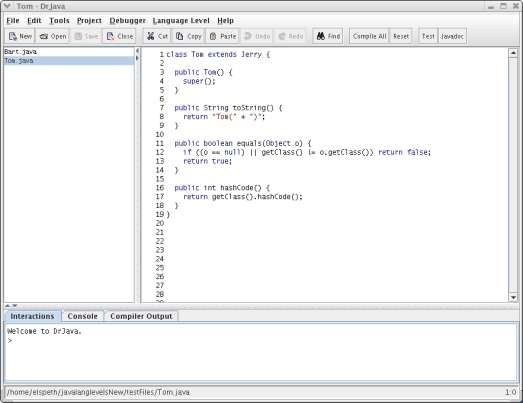 Tom - DrJava
File Edit Tools Project Debugger Language Level Help
New Open Save Close Cut Copy Paste Undo Redo Find Compile All Reset Test Javadoc
Bart.java
Tom.java
1 class Tom extends Jerry {
2
3 public Tom() {
4 super();
5 }
6
7 public String toString() {
8 return "Tom(" + ")";
9 }
10
11 public boolean equals(Object o) {
12 if ((o == null) || getClass() != o.getClass()) return false;
13 return true;
14 }
15
16 public int hashCode() {
17 return getClass().hashCode();
18 }
19 }
20
21
22
23
24
25
26
27
28
29
Interactions Console Compiler Output
Welcome to DrJava.
>
/home/elspeth/javalanglevelsNew/testFiles/Tom.java 1:0